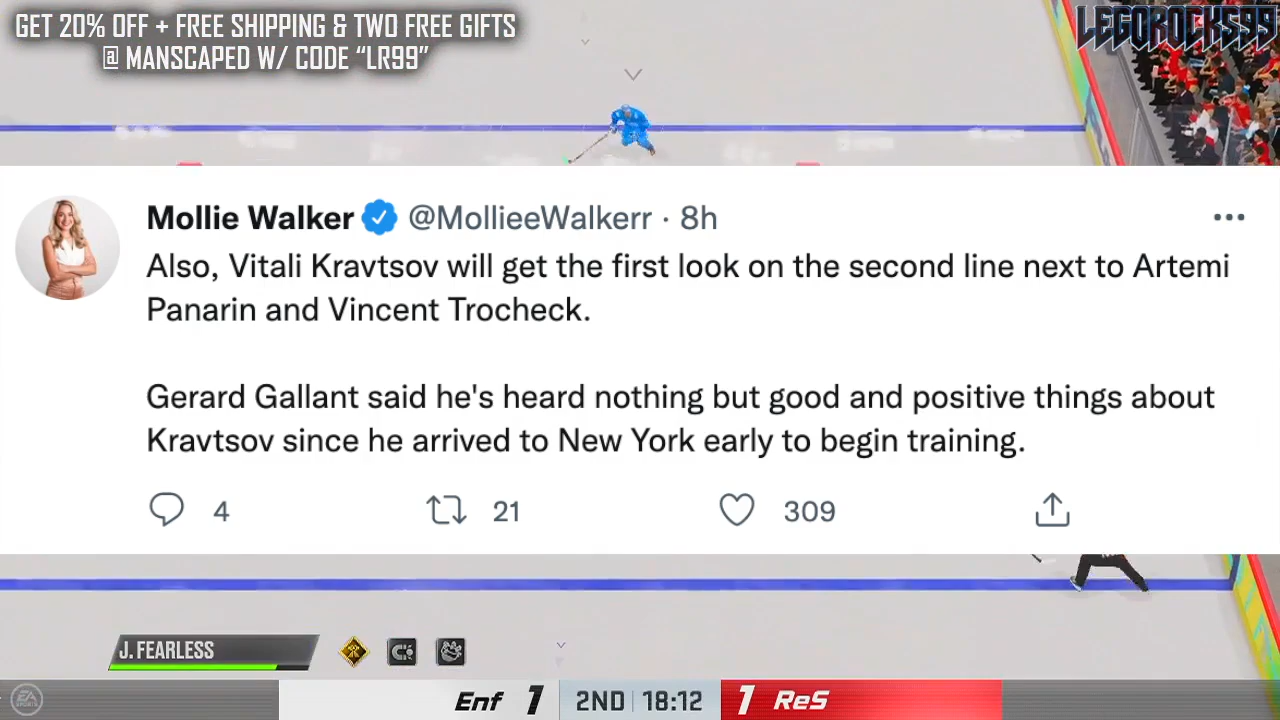 GET 20% OFF + FREE SHIPPING & TWO FREE GIFTS
@ MANSCAPED W/ CODE “LR99”
LEGOROCKS99
Mollie Walker @MollieeWalkerr · 8h
Also, Vitali Kravtsov will get the first look on the second line next to Artemi
Panarin and Vincent Trocheck.
Gerard Gallant said he's heard nothing but good and positive things about
Kravtsov since he arrived to New York early to begin training.
4 21 309
J. FEARLESS
EA SPORTS
Enf 1 2ND 18:12 1 ReS